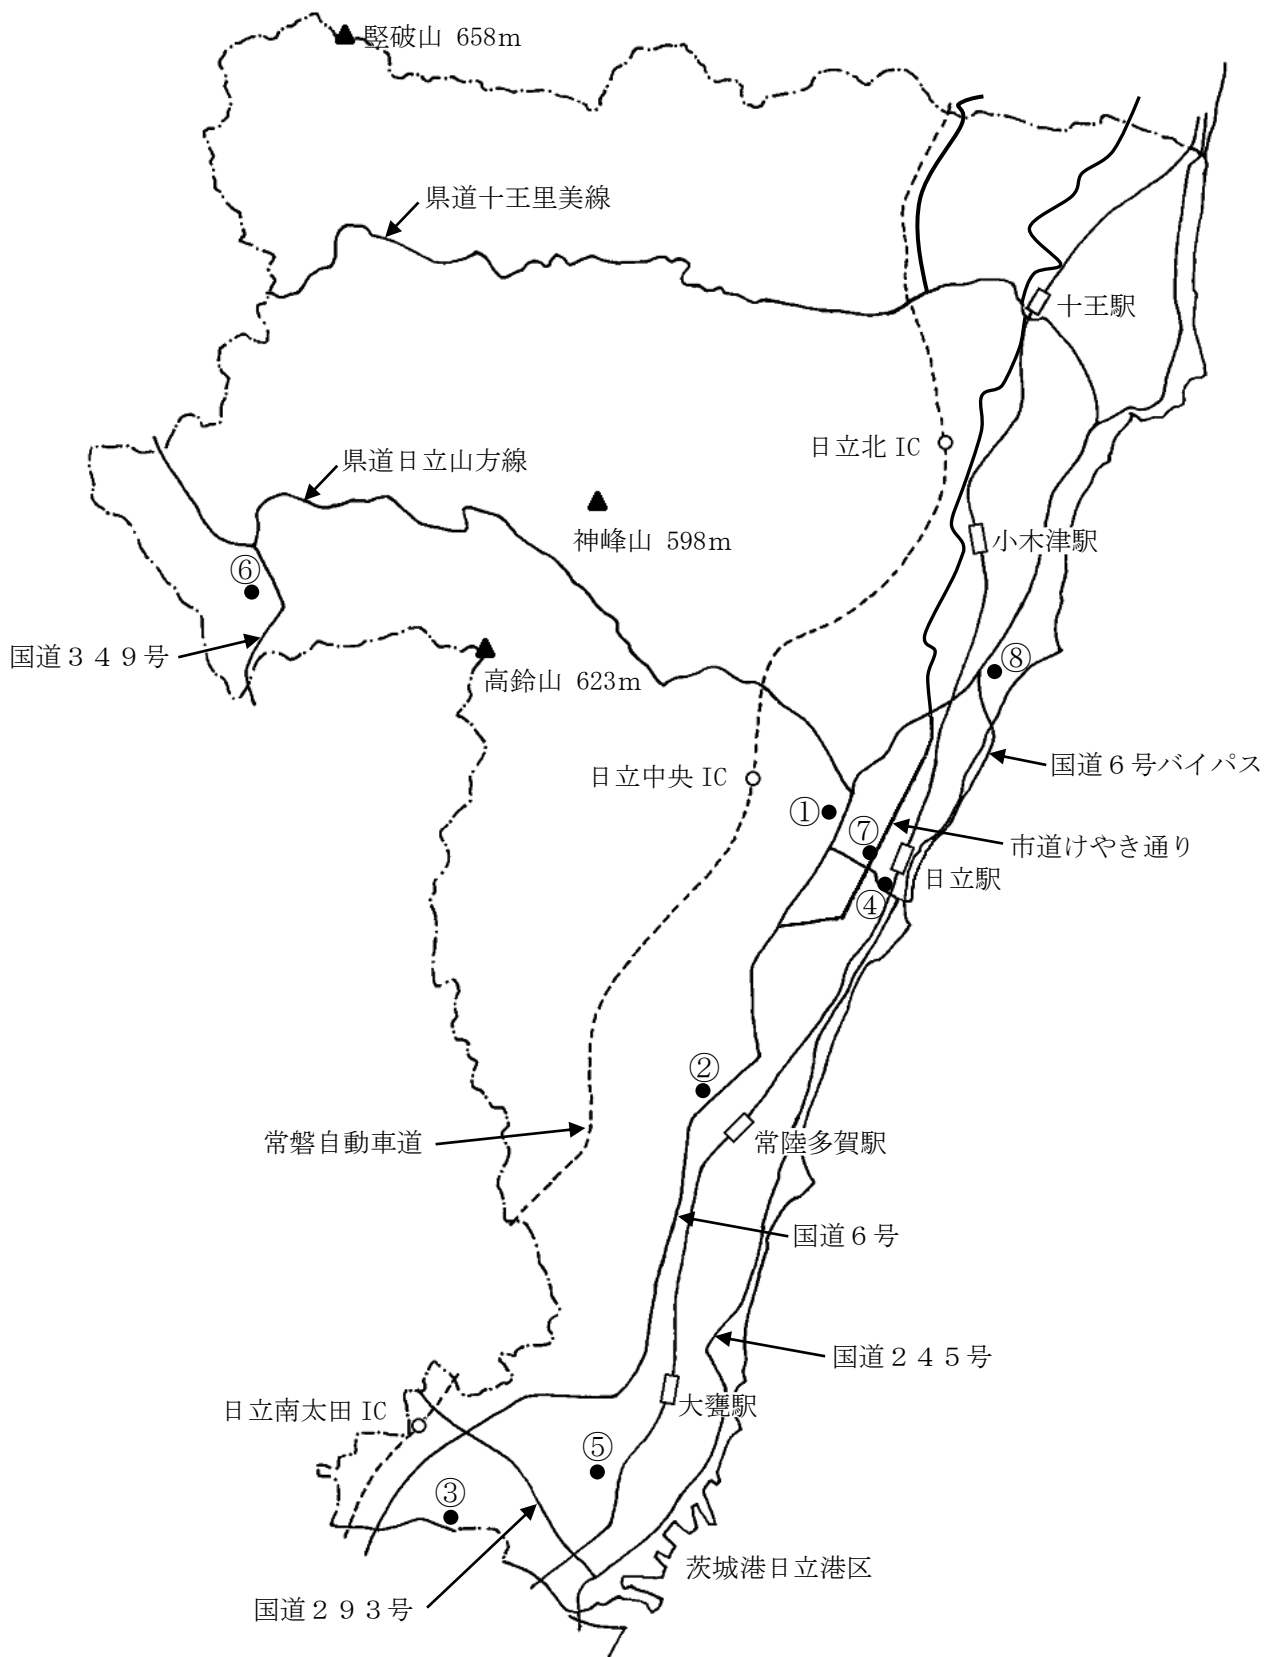 竪破山 658m
県道十王里美線
十王駅
日立北 IC
県道日立山方線
神峰山 598m
小木津駅
⑥
国道３４９号
高鈴山 623m
⑧
国道６号バイパス
日立中央 IC
①
⑦
市道けやき通り
日立駅
④
②
常磐自動車道
常陸多賀駅
国道６号
国道２４５号
大甕駅
日立南太田 IC
⑤
③
茨城港日立港区
国道２９３号